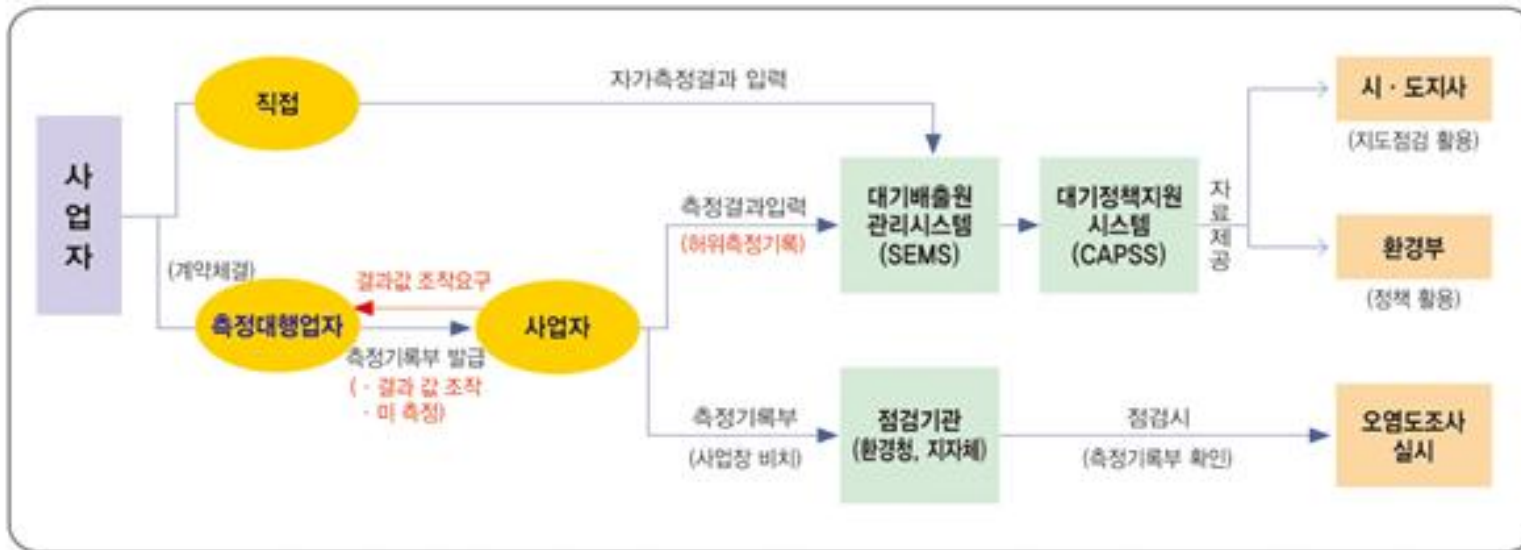 사업자
직접
자가측정결과 입력
(계약체결)
측정대행업자
결과값 조작요구
측정기록부 발급
( · 결과 값 조작
· 미 측정)
사업자
측정결과입력
(허위측정기록)
대기배출원
관리시스템
(SEMS)
대기정책지원
시스템
(CAPSS)
자료제공
시 · 도지사
(지도점검 활용)
환경부
(정책 활용)
측정기록부
(사업장 비치)
점검기관
(환경청, 지자체)
점검시
(측정기록부 확인)
오염도조사
실시